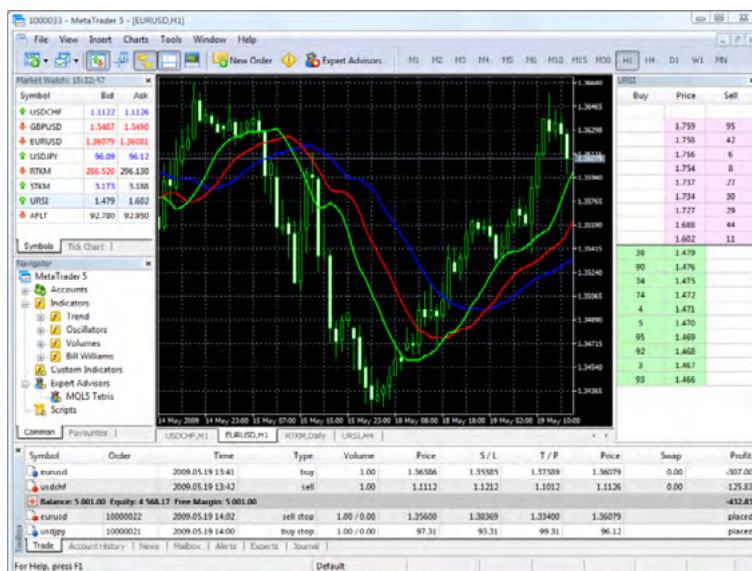 1000033 - MetaTrader 5 - [EURUSD,H1]
File View Insert Charts Tools Window Help
New Order Expert Advisors M1 M2 M3 M4 M5 M6 M10 M15 M30 H1 H4 D1 W1 MN
Market Watch: 15:32:47
Symbol Bid Ask
USDCHF 1.1122 1.1126
GBPUSD 1.5487 1.5490
EURUSD 1.36079 1.36081
USDJPY 96.09 96.12
RTKM 286.520 296.130
STKM 3.173 3.188
URSI 1.479 1.602
AFLT 92.780 92.950
Symbols Tick Chart
Navigator
MetaTrader 5
Accounts
Indicators
Trend
Oscillators
Volumes
Bill Williams
Custom Indicators
Expert Advisors
MQL5 Tetris
Scripts
Common Favourites
1.36640
1.36465
1.36290
1.36115
1.36079
1.35940
1.35765
1.35590
1.35415
1.35240
1.35065
1.34890
1.34715
1.34540
1.34365
14 May 2009 14 May 23:00 15 May 07:00 15 May 15:00 15 May 23:00 18 May 08:00 18 May 18:00 19 May 02:00 19 May 10:00
USDCHF,H1 EURUSD,H1 RTKM,Daily URSI,H4
URSI
Buy Price Sell
1.759 95
1.758 42
1.756 6
1.754 8
1.737 27
1.734 30
1.727 29
1.688 44
1.602 11
38 1.479
90 1.476
34 1.475
74 1.472
4 1.471
5 1.470
95 1.469
92 1.468
3 1.467
93 1.466
Symbol Order Time Type Volume Price S / L T / P Price Swap Profit
eurusd 2009.05.19 13:41 buy 1.00 1.36386 1.35385 1.37389 1.36079 0.00 -307.00
usdchf 2009.05.19 13:42 sell 1.00 1.1112 1.1212 1.1012 1.1126 0.00 -125.83
Balance: 5 001.00 Equity: 4 568.17 Free Margin: 5 001.00 -432.83
eurusd 10000022 2009.05.19 14:02 sell stop 1.00 / 0.00 1.35600 1.38369 1.33400 1.36079 placed
usdjpy 10000021 2009.05.19 14:00 buy stop 1.00 / 0.00 97.31 93.31 99.31 96.12 placed
Toolbox
Trade Account History News Mailbox Alerts Experts Journal
For Help, press F1 Default